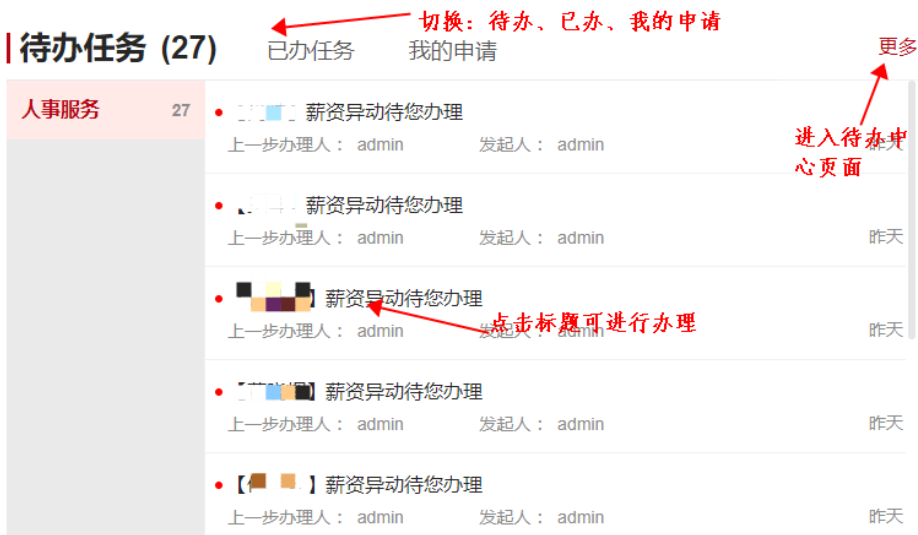 切换：待办、已办、我的申请
待办任务 (27) 已办任务 我的申请 更多
人事服务 27
薪资异动待您办理
上一步办理人： admin 发起人： admin 昨天
进入待办中
心页面
【 薪资异动待您办理
上一步办理人： admin 发起人： admin 昨天
】薪资异动待您办理
上一步办理人： admin 发起人： admin 昨天
点击标题可进行办理
【 】薪资异动待您办理
上一步办理人： admin 发起人： admin 昨天
【 】薪资异动待您办理
上一步办理人： admin 发起人： admin 昨天